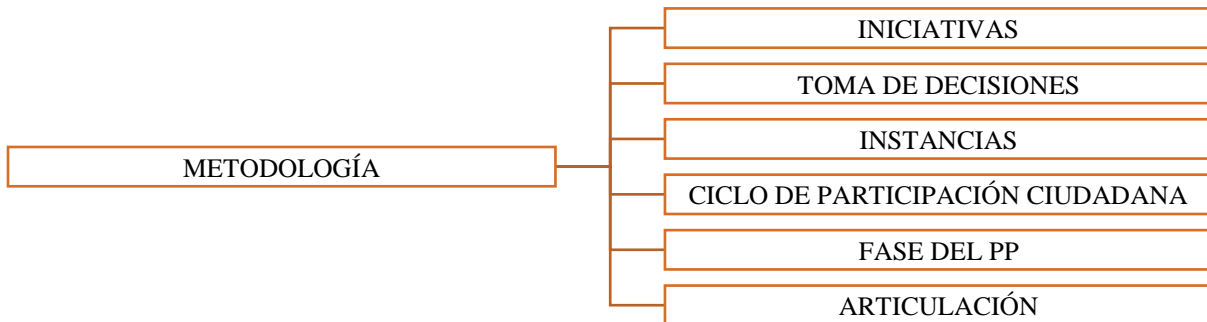 METODOLOGÍA
INICIATIVAS
TOMA DE DECISIONES
INSTANCIAS
CICLO DE PARTICIPACIÓN CIUDADANA
FASE DEL PP
ARTICULACIÓN